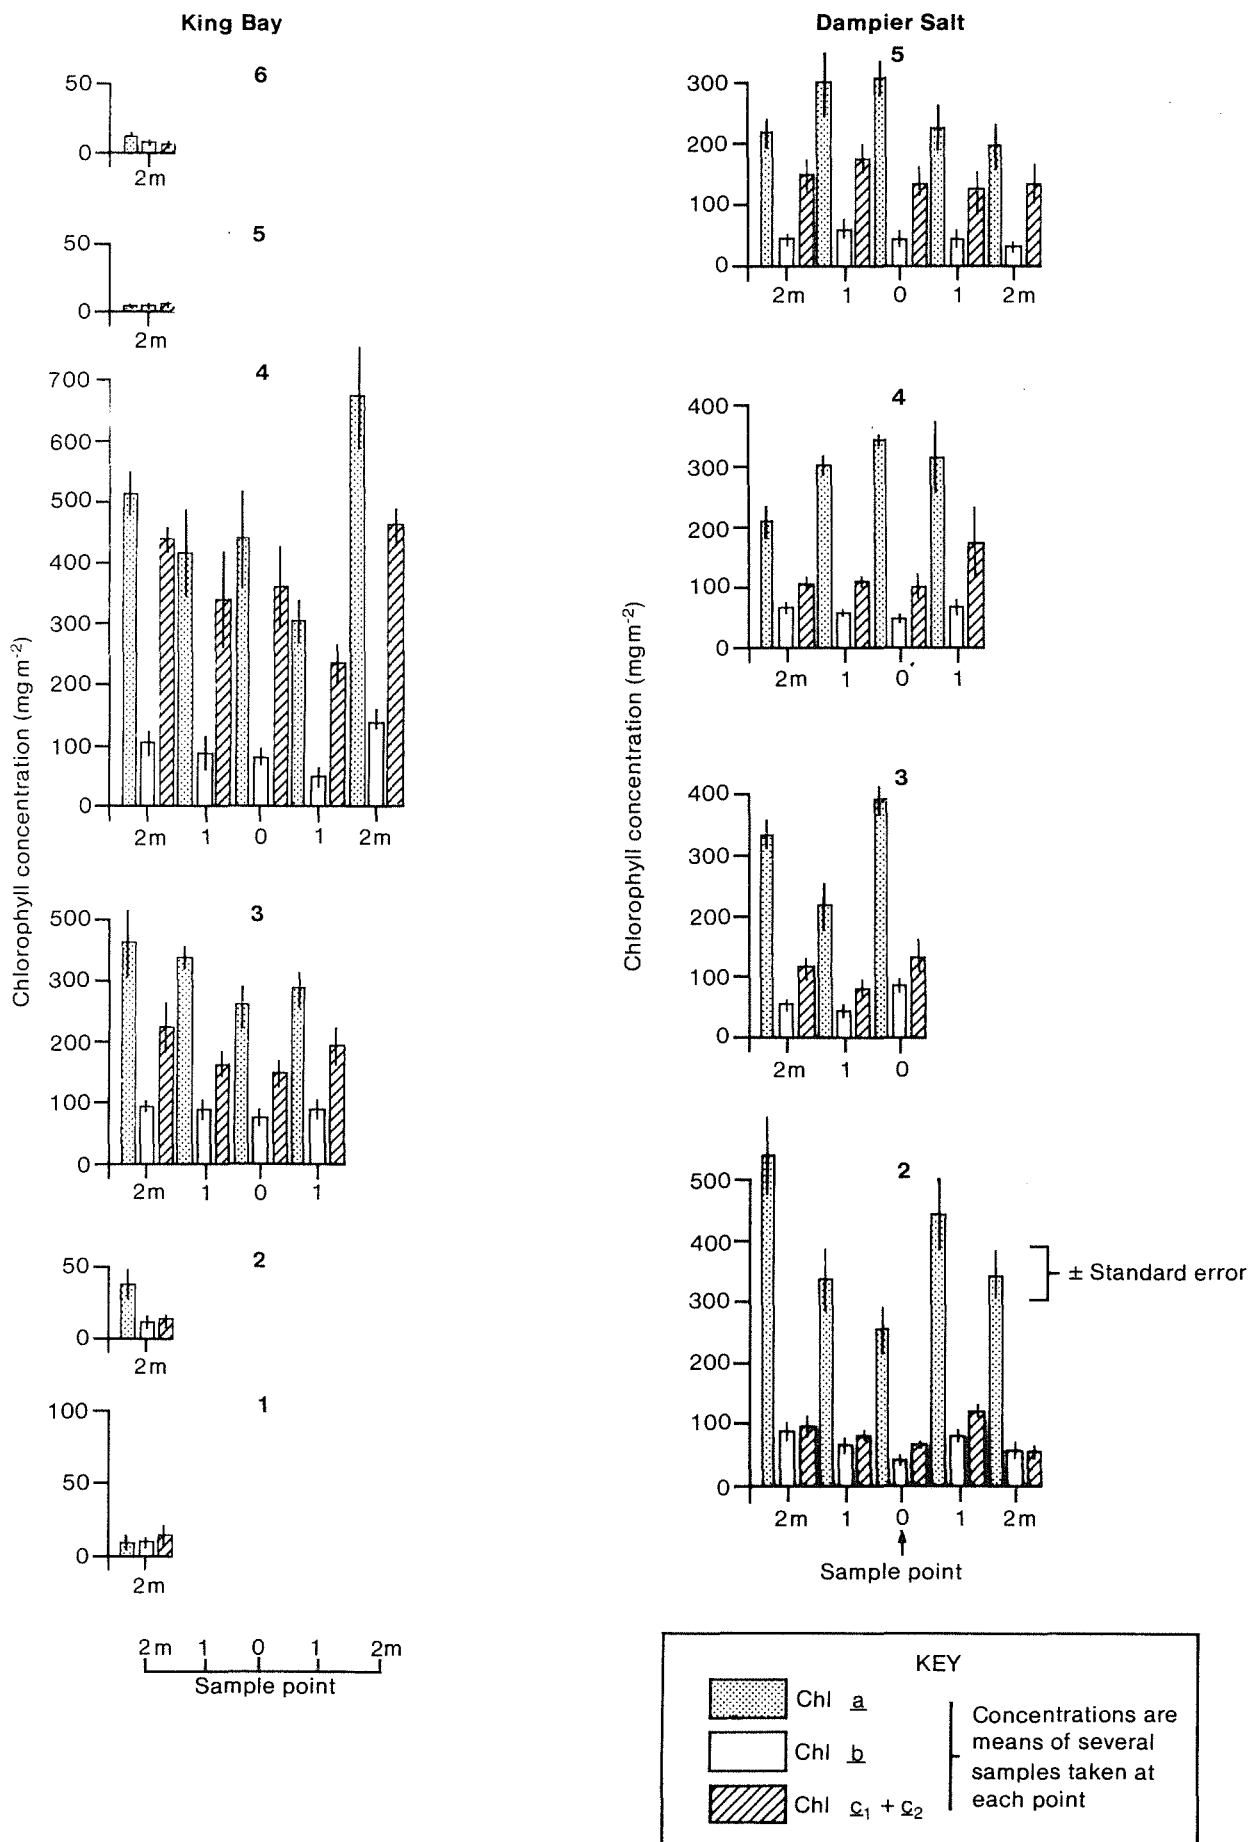 King Bay
6
50
0
2m
5
50
0
2m
4
700
600
500
400
300
200
100
0
2m 1 0 1 2m
3
500
300
200
100
0
2m 1 0 1
2
50
0
2m
1
100
50
0
2m
2m 1 0 1 2m
Sample point
Chlorophyll concentration (mg m-2)
Dampier Salt
5
300
200
100
0
2m 1 0 1 2m
4
400
300
200
100
0
2m 1 0 1
3
400
300
200
100
0
2m 1 0
2
500
400
300
200
100
0
2m 1 0 1 2m
Sample point
± Standard error
Chlorophyll concentration (mg m-2)
KEY
Chl a
Chl b
Chl c1 + c2
Concentrations are
means of several
samples taken at
each point